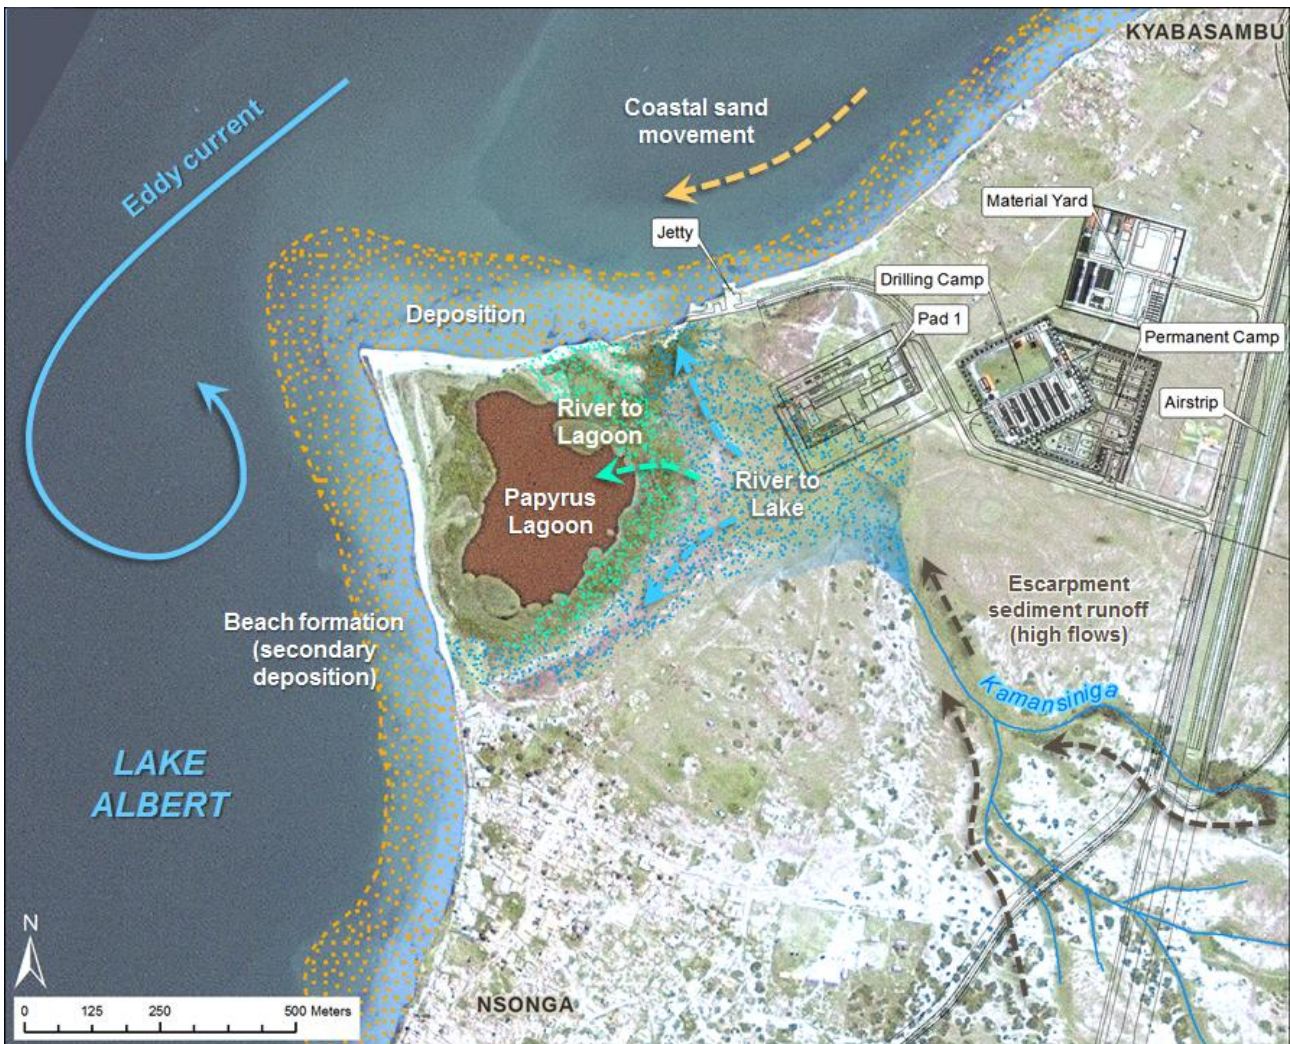 KYABASAMBU
Eddy current
Coastal sand
movement
Material Yard
Jetty
Drilling Camp
Deposition
Pad 1
Permanent Camp
Airstrip
River to
Lagoon
River to
Lake
Papyrus
Lagoon
Escarpment
sediment runoff
(high flows)
Beach formation
(secondary
deposition)
Kamansiniga
LAKE
ALBERT
N
0 125 250 500 Meters
NSONGA